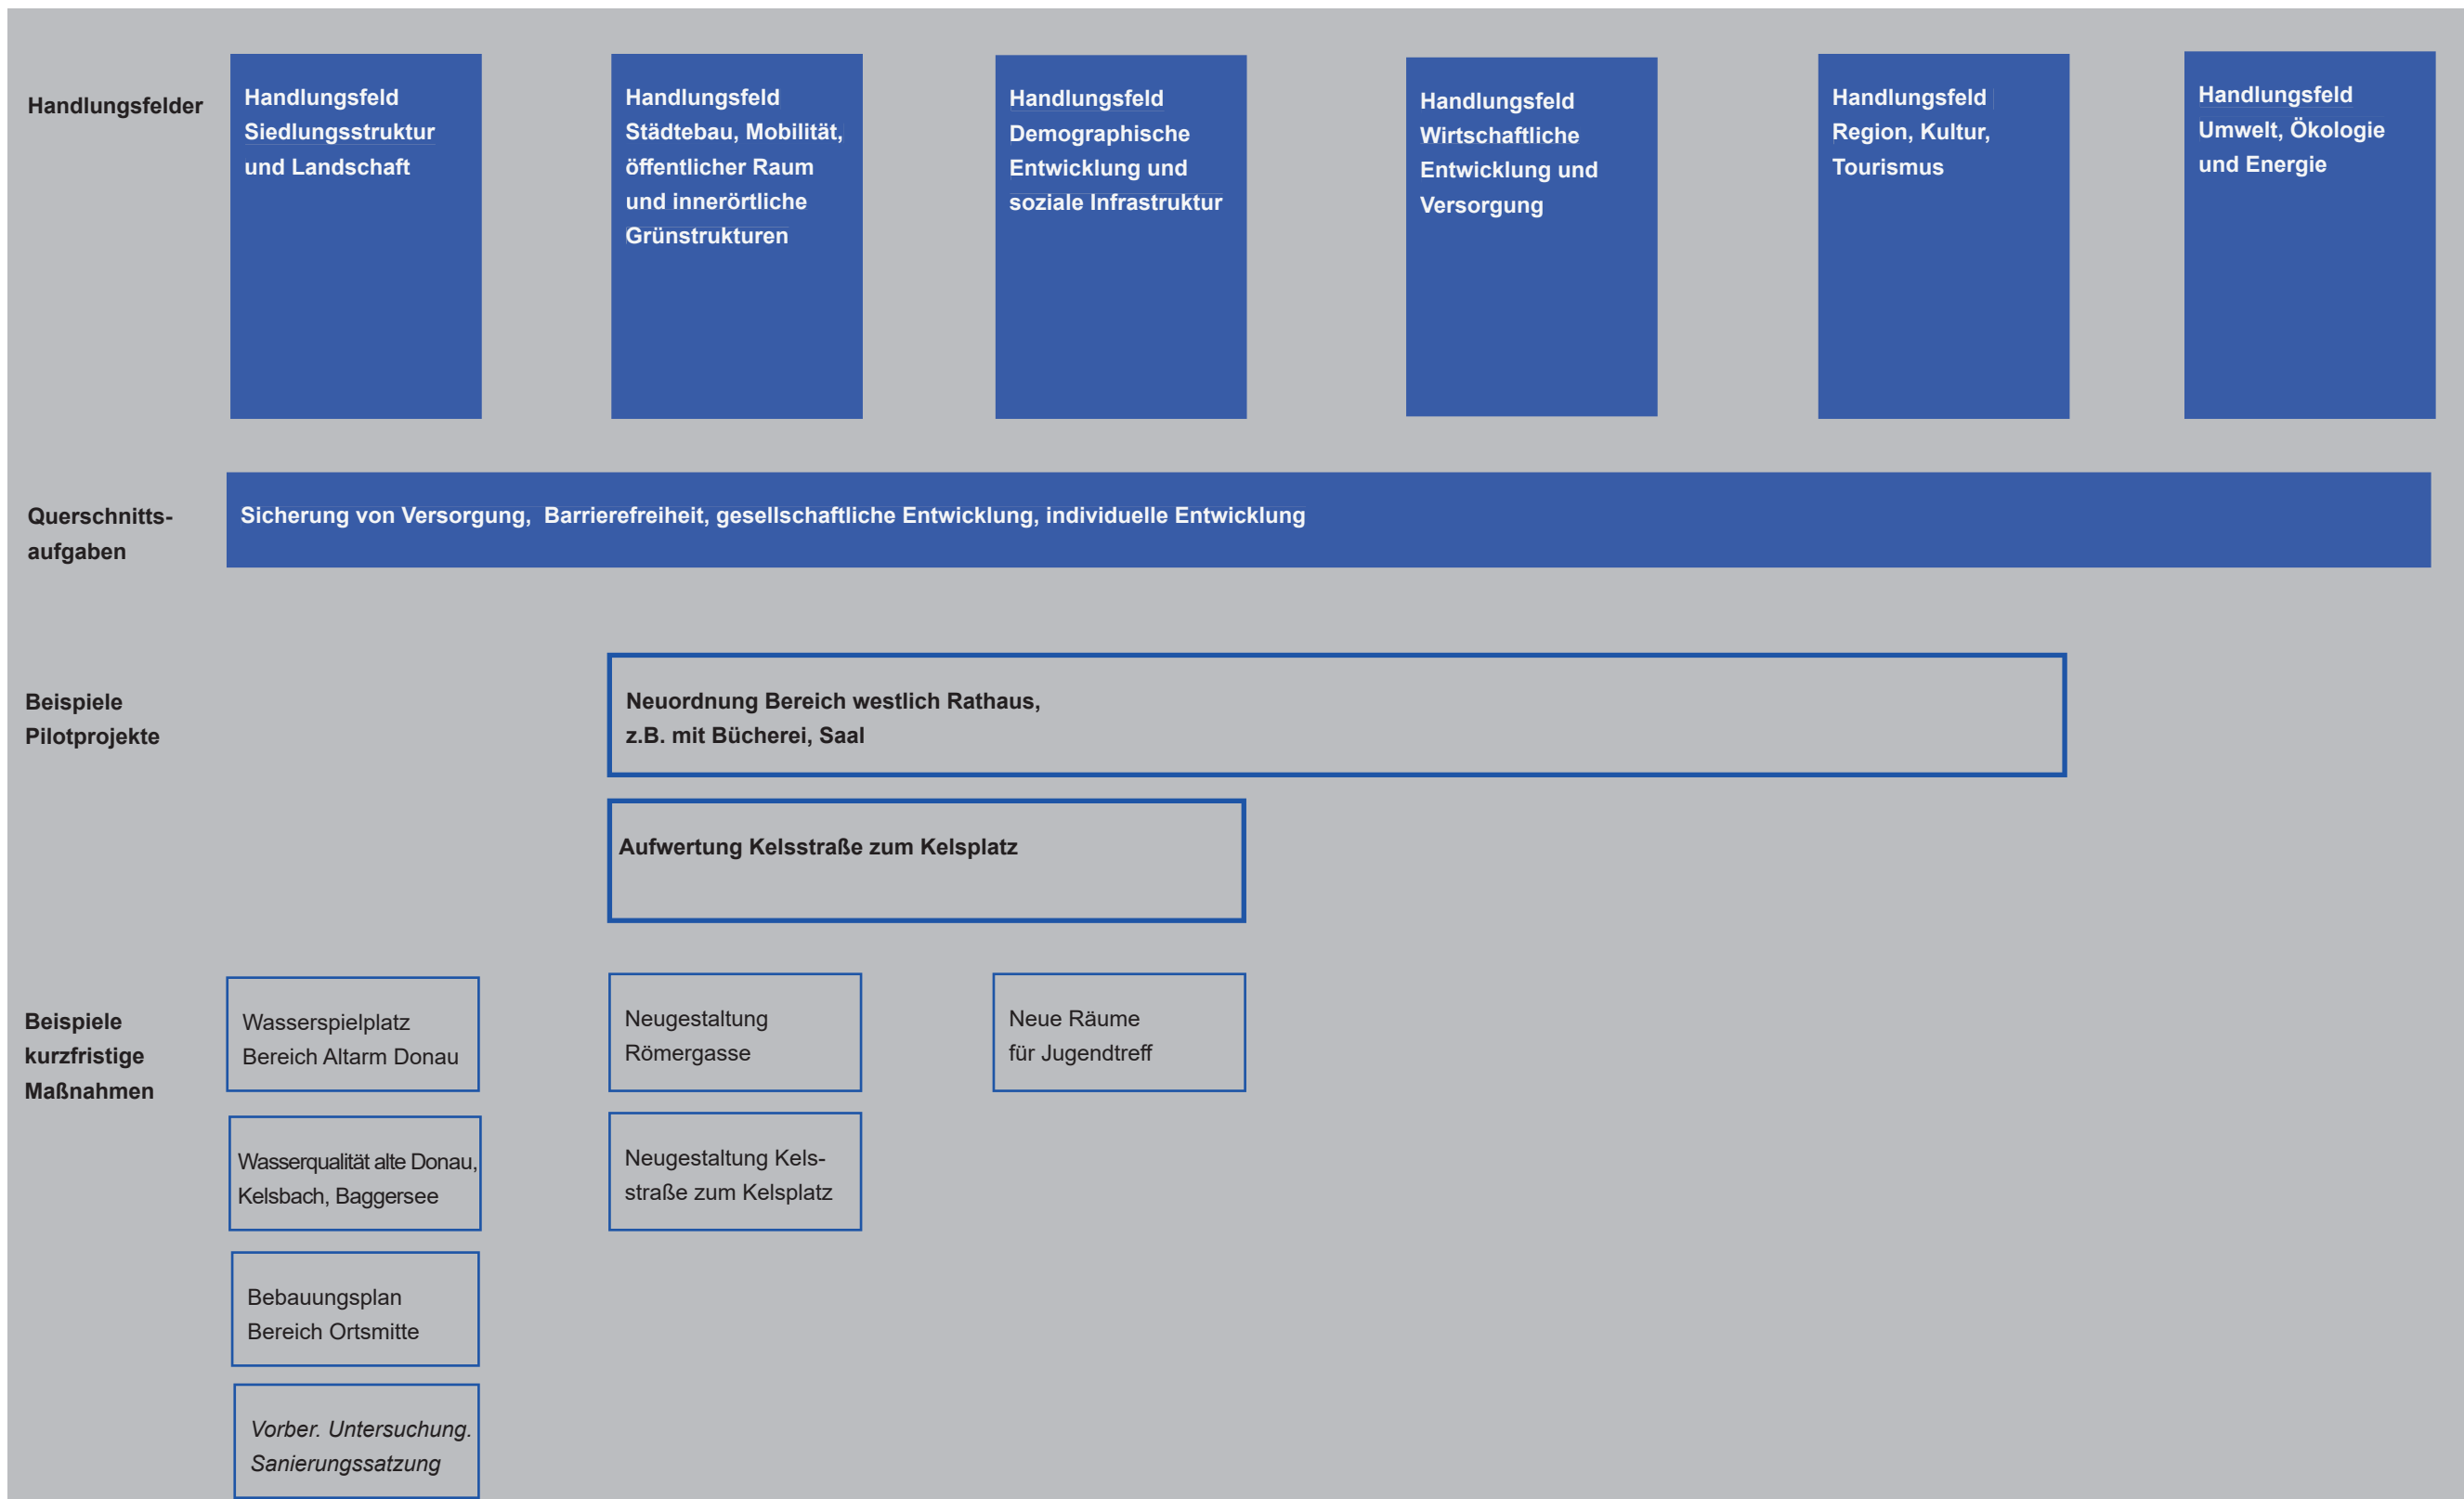 Handlungsfelder
Handlungsfeld
Siedlungsstruktur
und Landschaft
Handlungsfeld
Städtebau, Mobilität,
öffentlicher Raum
und innerörtliche
Grünstrukturen
Handlungsfeld
Demographische
Entwicklung und
soziale Infrastruktur
Handlungsfeld
Wirtschaftliche
Entwicklung und
Versorgung
Handlungsfeld
Region, Kultur,
Tourismus
Handlungsfeld
Umwelt, Ökologie
und Energie
Querschnitts-
aufgaben
Sicherung von Versorgung,  Barrierefreiheit, gesellschaftliche Entwicklung, individuelle Entwicklung
Beispiele
Pilotprojekte
Neuordnung Bereich westlich Rathaus,
z.B. mit Bücherei, Saal
Aufwertung Kelsstraße zum Kelsplatz
Beispiele
kurzfristige
Maßnahmen
Wasserspielplatz
Bereich Altarm Donau
Neugestaltung
Römergasse
Neue Räume
für Jugendtreff
Wasserqualität alte Donau,
Kelsbach, Baggersee
Neugestaltung Kels-
straße zum Kelsplatz
Bebauungsplan
Bereich Ortsmitte
Vorber. Untersuchung.
Sanierungssatzung